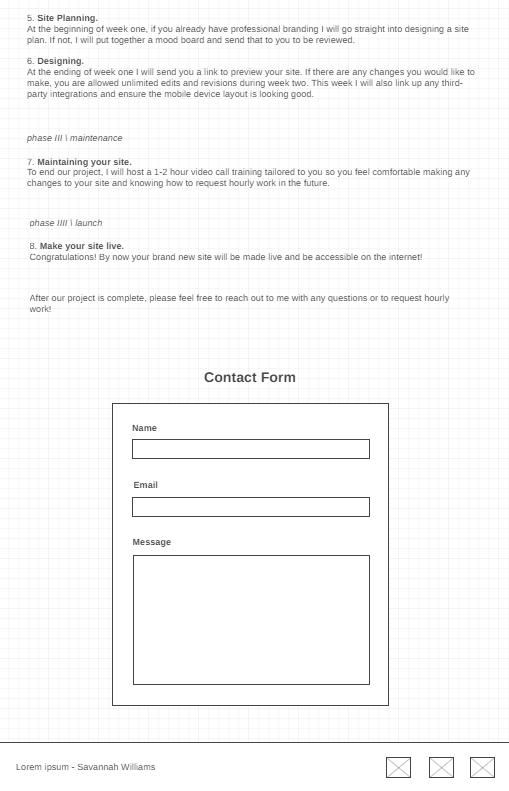 5. Site Planning.
At the beginning of week one, if you already have professional branding I will go straight into designing a site
plan. If not, I will put together a mood board and send that to you to be reviewed.
6. Designing.
At the ending of week one I will send you a link to preview your site. If there are any changes you would like to
make, you are allowed unlimited edits and revisions during week two. This week I will also link up any third-
party integrations and ensure the mobile device layout is looking good.
phase III \ maintenance
7. Maintaining your site.
To end our project, I will host a 1-2 hour video call training tailored to you so you feel comfortable making any
changes to your site and knowing how to request hourly work in the future.
phase IIII \ launch
8. Make your site live.
Congratulations! By now your brand new site will be made live and be accessible on the internet!
After our project is complete, please feel free to reach out to me with any questions or to request hourly
work!
Contact Form
Name
Email
Message
Lorem ipsum - Savannah Williams